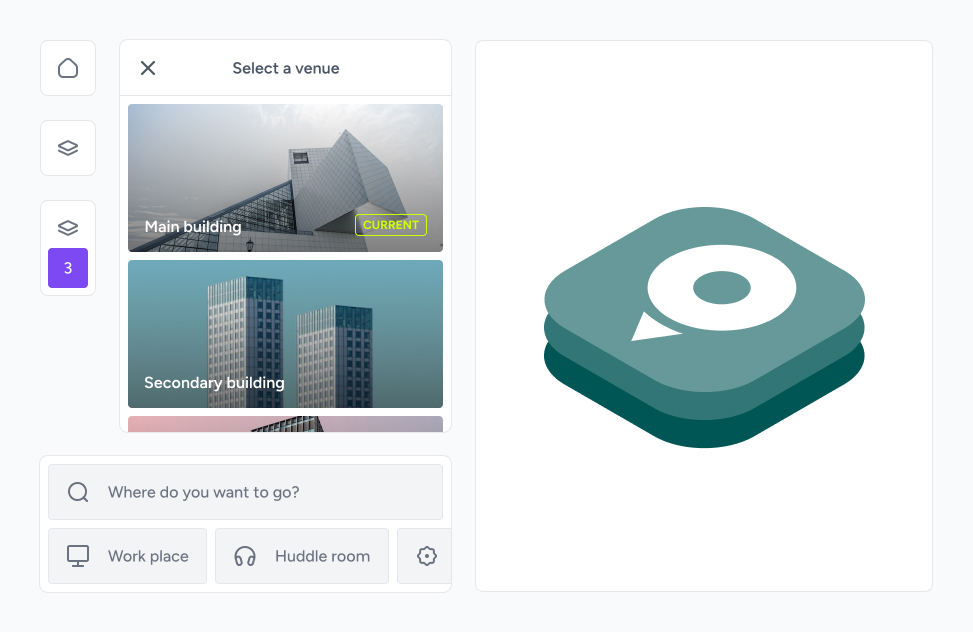 Select a venue
Main building
CURRENT
3
Secondary building
Where do you want to go?
Work place
Huddle room